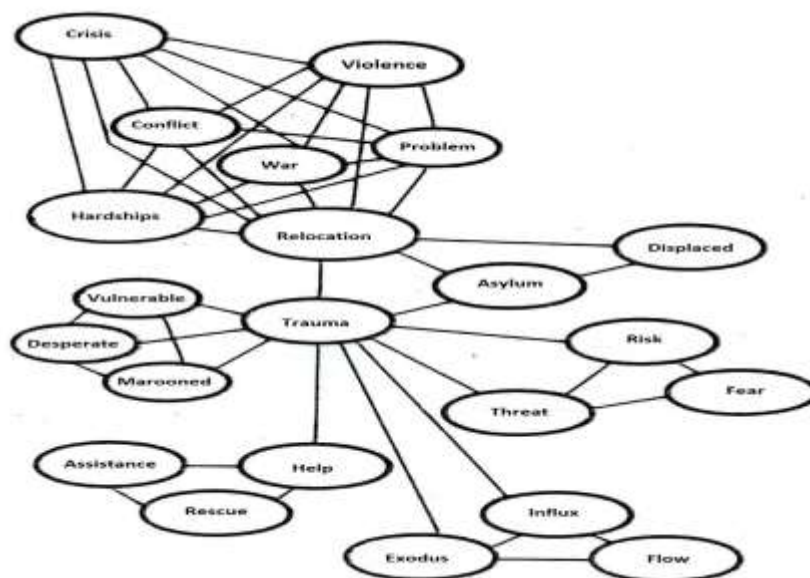 Crisis
Violence
Conflict
Problem
War
Hardships
Relocation
Displaced
Asylum
Vulnerable
Trauma
Desperate
Risk
Marooned
Fear
Threat
Assistance
Help
Rescue
Influx
Exodus
Flow